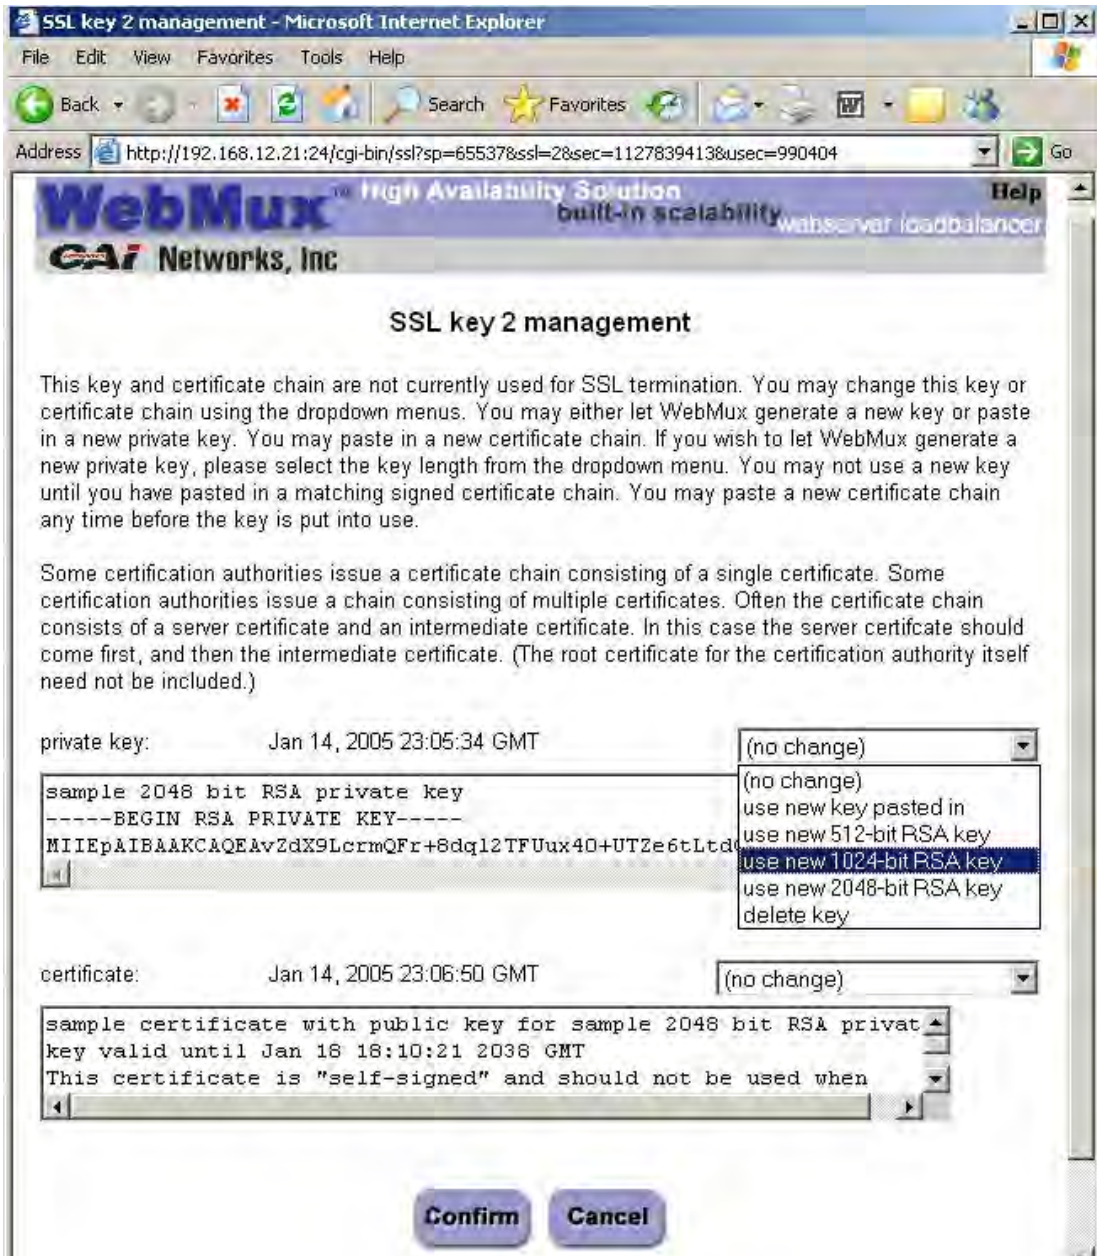 SSL key 2 management - Microsoft Internet Explorer
File Edit View Favorites Tools Help
Back Search Favorites
Address http://192.168.12.21:24/cgi-bin/ssl?sp=65537&ssl=2&sec=1127839413&usec=990404 Go
WebMux™ High Availability Solution Help
built-in scalability
webserver loadbalancer
CAi Networks, Inc
SSL key 2 management
This key and certificate chain are not currently used for SSL termination. You may change this key or
certificate chain using the dropdown menus. You may either let WebMux generate a new key or paste
in a new private key. You may paste in a new certificate chain. If you wish to let WebMux generate a
new private key, please select the key length from the dropdown menu. You may not use a new key
until you have pasted in a matching signed certificate chain. You may paste a new certificate chain
any time before the key is put into use.
Some certification authorities issue a certificate chain consisting of a single certificate. Some
certification authorities issue a chain consisting of multiple certificates. Often the certificate chain
consists of a server certificate and an intermediate certificate. In this case the server certifcate should
come first, and then the intermediate certificate. (The root certificate for the certification authority itself
need not be included.)
private key: Jan 14, 2005 23:05:34 GMT (no change)
(no change)
use new key pasted in
use new 512-bit RSA key
use new 1024-bit RSA key
use new 2048-bit RSA key
delete key
sample 2048 bit RSA private key
-----BEGIN RSA PRIVATE KEY-----
MIIEpAIBAAKCAQEAvZdX9LcrmQFr+8dql2TFUux4O+UTZe6tLtd
certificate: Jan 14, 2005 23:06:50 GMT (no change)
sample certificate with public key for sample 2048 bit RSA privat
key valid until Jan 18 18:10:21 2038 GMT
This certificate is "self-signed" and should not be used when
Confirm Cancel